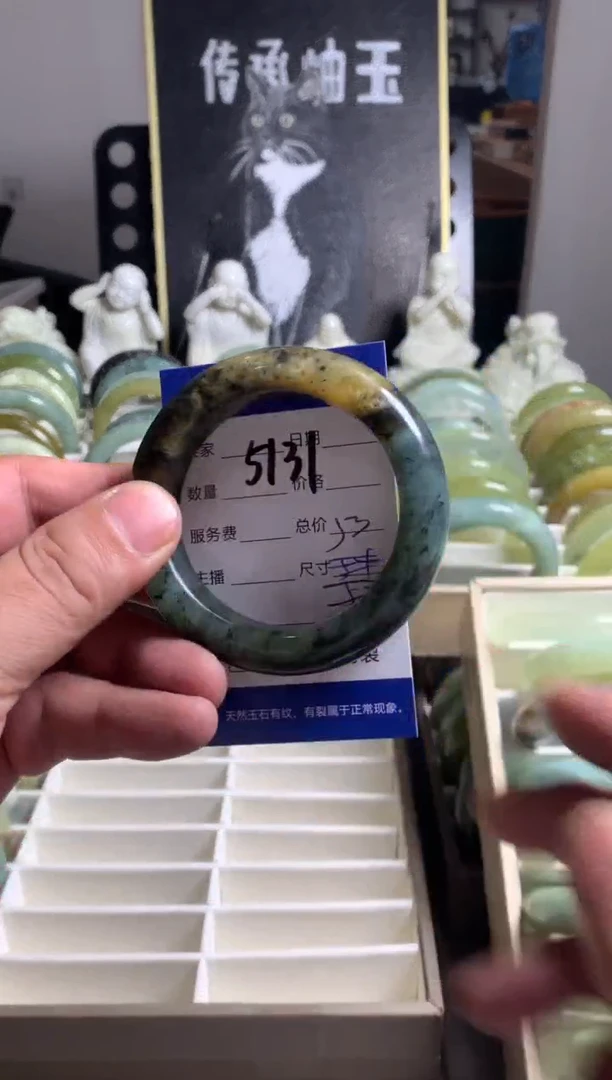 传承岫玉
家 日期
5131
数量 价格
服务费 总价
主播 尺寸
天然玉石有纹、有裂属于正常现象。